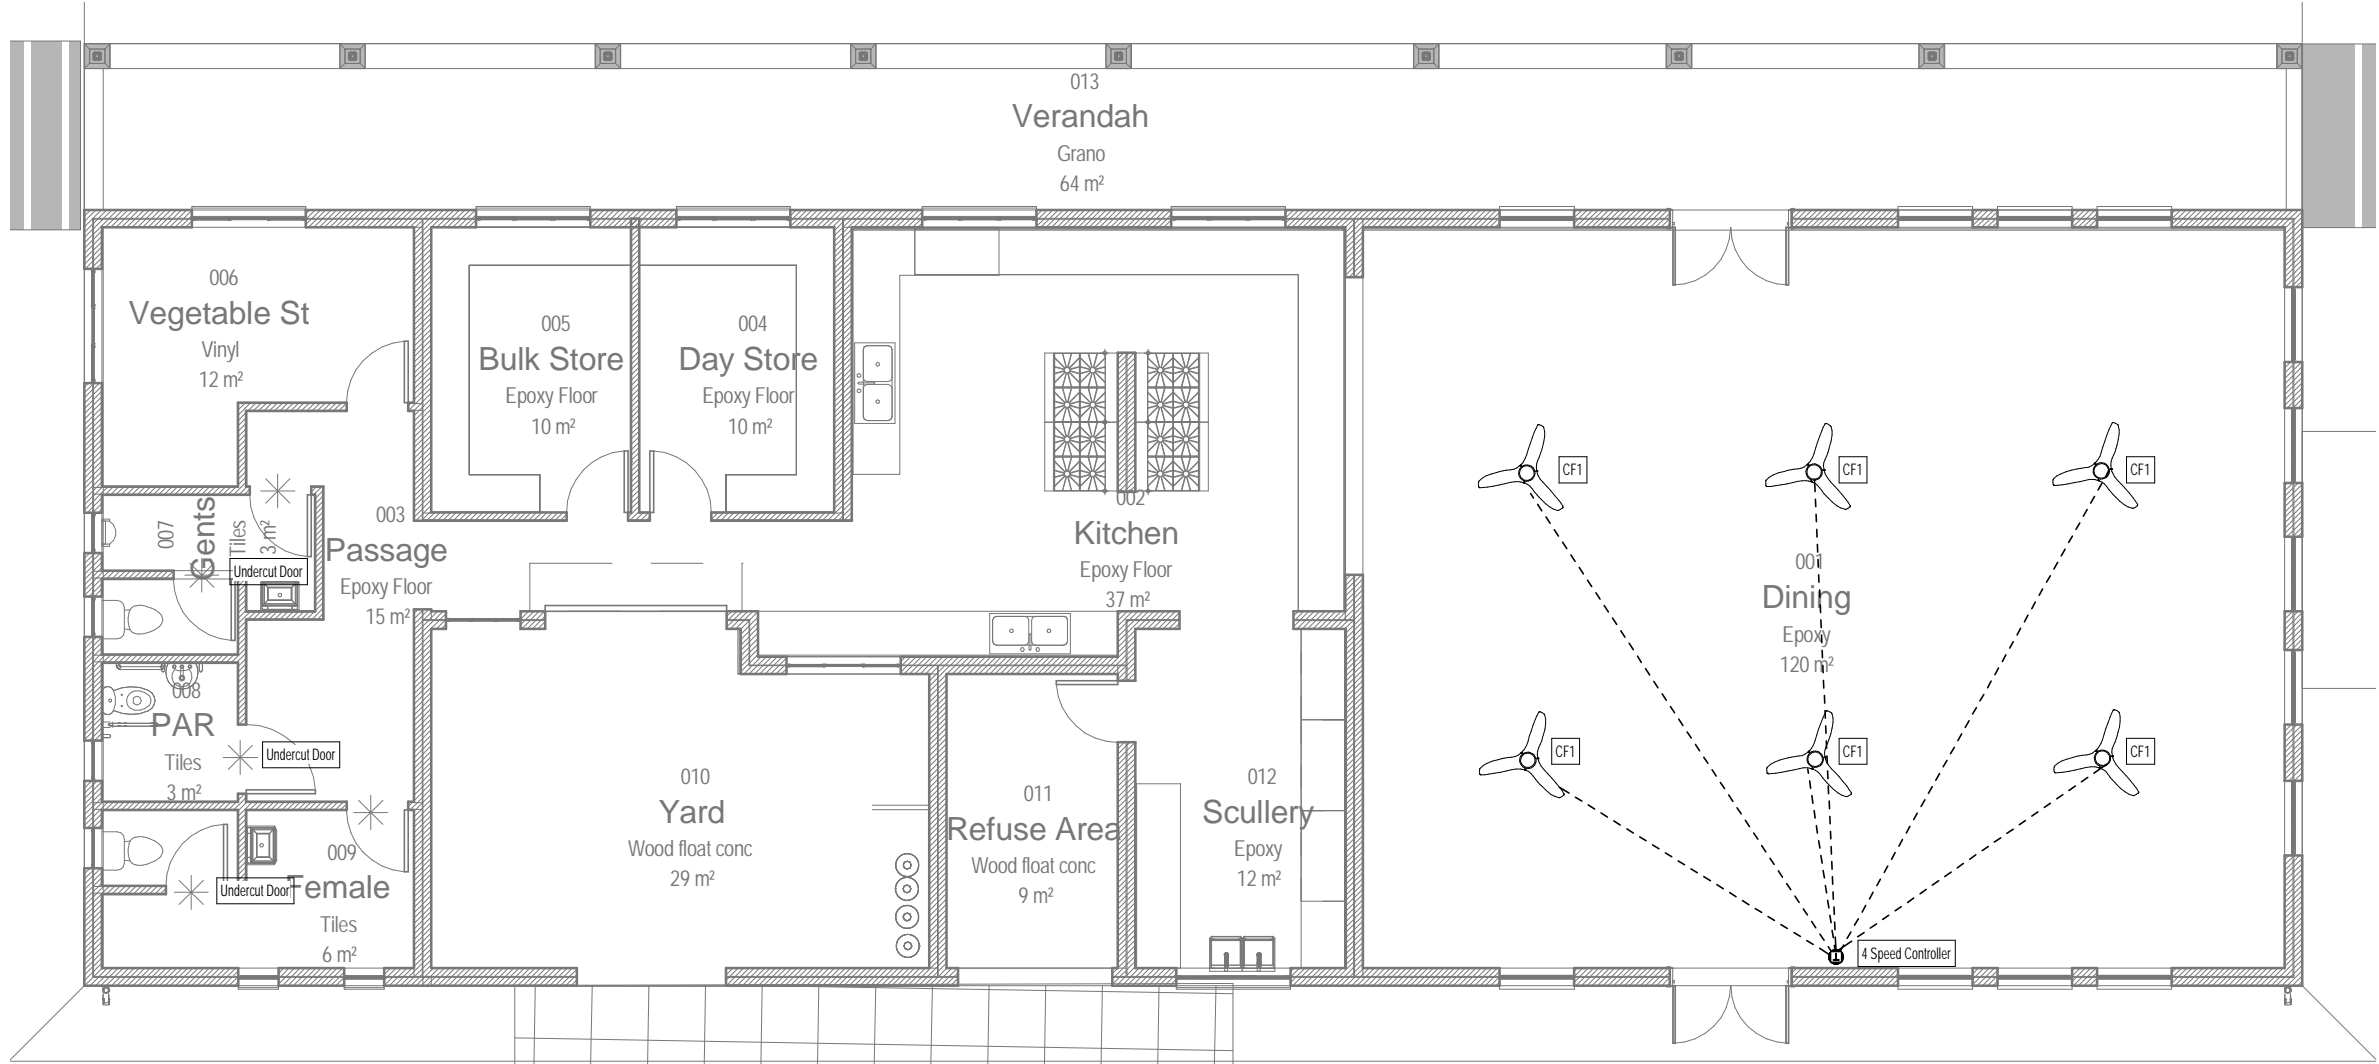 013
Verandah
Grano
64 m²
006
Vegetable St
Vinyl
12 m²
005
Bulk Store
Epoxy Floor
10 m²
004
Day Store
Epoxy Floor
10 m²
002
Kitchen
Epoxy Floor
37 m²
003
Passage
Epoxy Floor
15 m²
007
Gents
Tiles
3 m²
Undercut Door
008
PAR
Tiles
3 m²
Undercut Door
009
Female
Tiles
6 m²
Undercut Door
010
Yard
Wood float conc
29 m²
011
Refuse Area
Wood float conc
9 m²
012
Scullery
Epoxy
12 m²
CF1
CF1
CF1
001
Dining
Epoxy
120 m²
CF1
CF1
CF1
4 Speed Controller